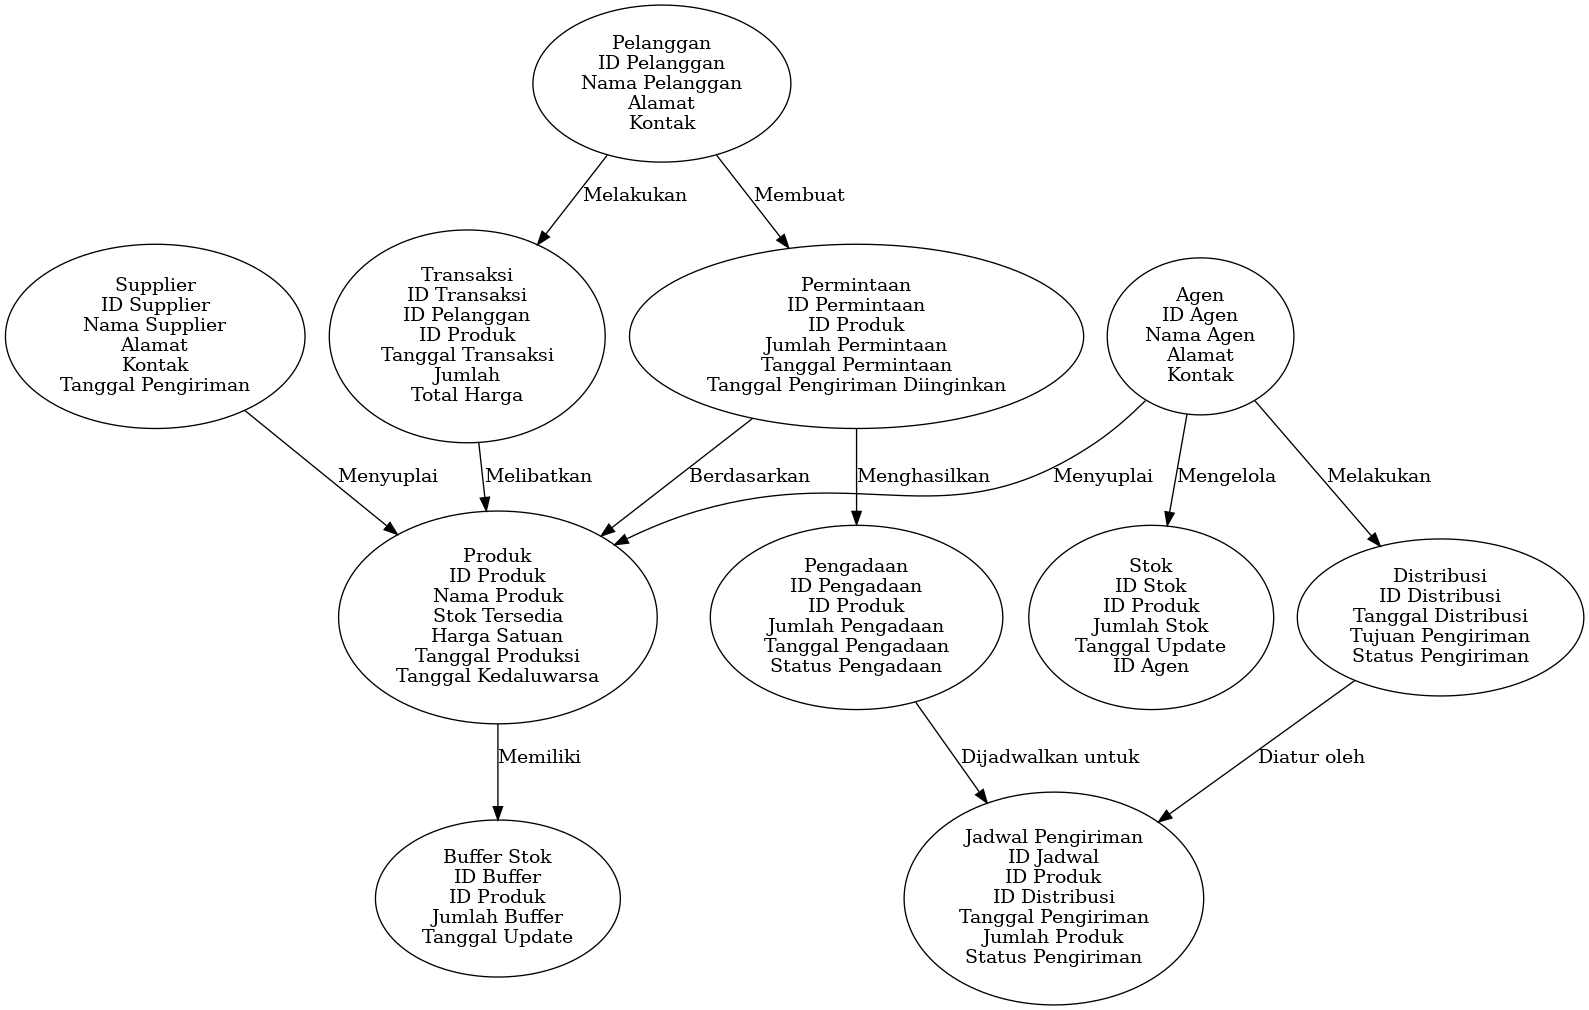 Pelanggan
ID Pelanggan
Nama Pelanggan
Alamat
Kontak
Melakukan
Membuat
Supplier
ID Supplier
Nama Supplier
Alamat
Kontak
Tanggal Pengiriman
Transaksi
ID Transaksi
ID Pelanggan
ID Produk
Tanggal Transaksi
Jumlah
Total Harga
Permintaan
ID Permintaan
ID Produk
Jumlah Permintaan
Tanggal Permintaan
Tanggal Pengiriman Diinginkan
Agen
ID Agen
Nama Agen
Alamat
Kontak
Menyuplai
Melibatkan
Berdasarkan
Menghasilkan
Menyuplai
Mengelola
Melakukan
Produk
ID Produk
Nama Produk
Stok Tersedia
Harga Satuan
Tanggal Produksi
Tanggal Kedaluwarsa
Pengadaan
ID Pengadaan
ID Produk
Jumlah Pengadaan
Tanggal Pengadaan
Status Pengadaan
Stok
ID Stok
ID Produk
Jumlah Stok
Tanggal Update
ID Agen
Distribusi
ID Distribusi
Tanggal Distribusi
Tujuan Pengiriman
Status Pengiriman
Memiliki
Dijadwalkan untuk
Diatur oleh
Buffer Stok
ID Buffer
ID Produk
Jumlah Buffer
Tanggal Update
Jadwal Pengiriman
ID Jadwal
ID Produk
ID Distribusi
Tanggal Pengiriman
Jumlah Produk
Status Pengiriman